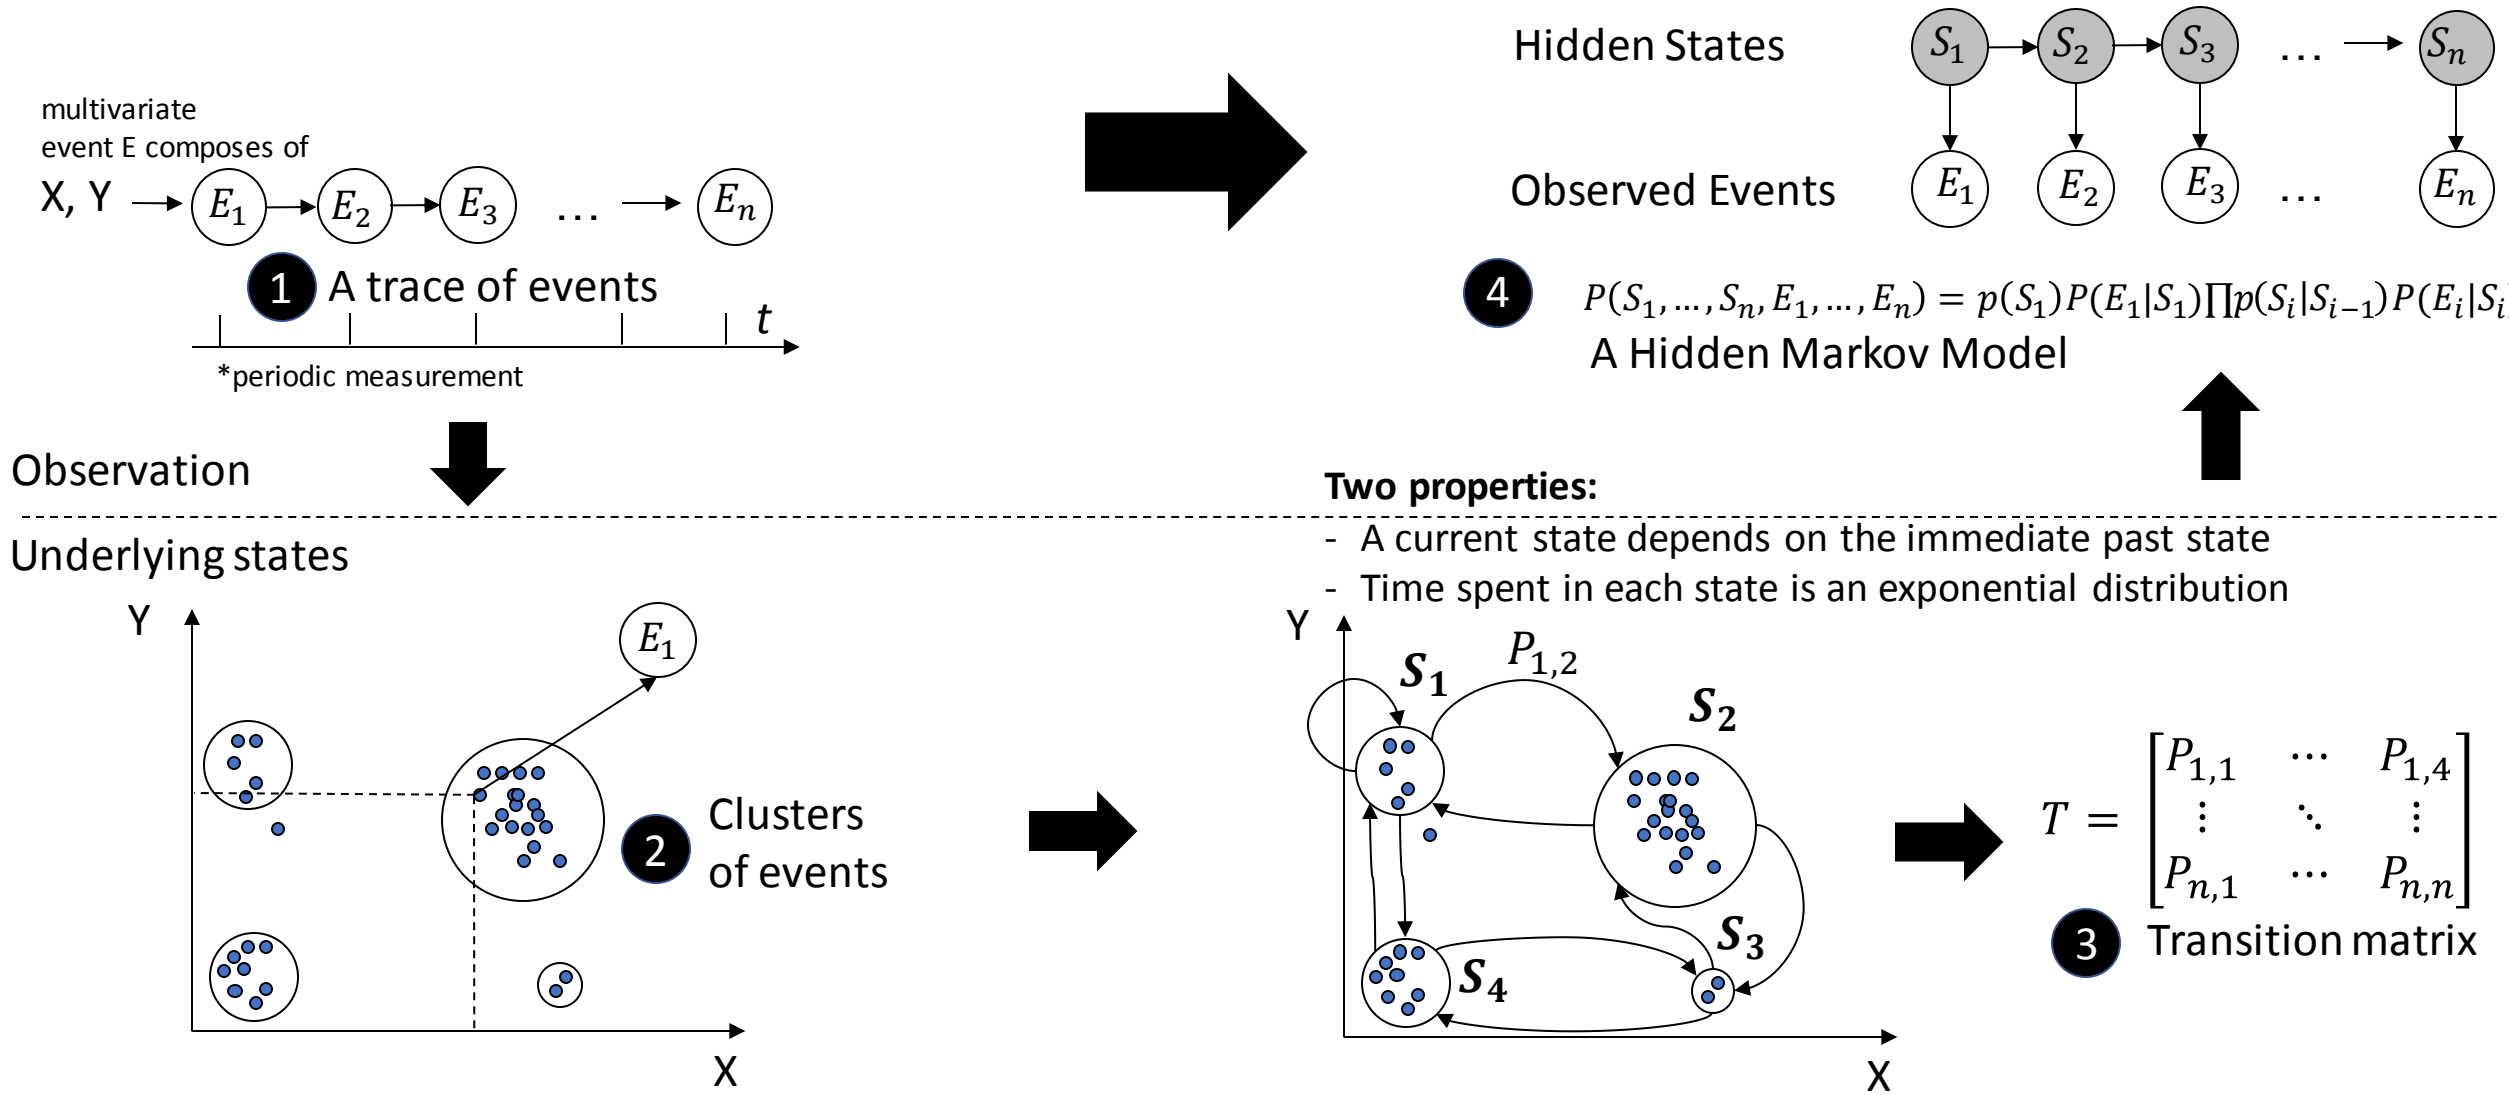 multivariate
event E composes of
X, Y
E₁
E₂
E₃
...
Eₙ
1 A trace of events
t
*periodic measurement
Hidden States
S₁
S₂
S₃
...
Sₙ
Observed Events
E₁
E₂
E₃
...
Eₙ
4 P(S₁, …, Sₙ, E₁, …, Eₙ) = p(S₁)P(E₁|S₁)∏p(Sᵢ|Sᵢ₋₁)P(Eᵢ|Sᵢ)
A Hidden Markov Model
Observation
Underlying states
Y
E₁
2 Clusters
of events
X
Two properties:
- A current state depends on the immediate past state
- Time spent in each state is an exponential distribution
Y
S₁
P₁,₂
S₂
S₃
S₄
X
P₁,₁ ⋯ P₁,₄
T = ⋮ ⋱ ⋮
Pₙ,₁ ⋯ Pₙ,ₙ
3 Transition matrix